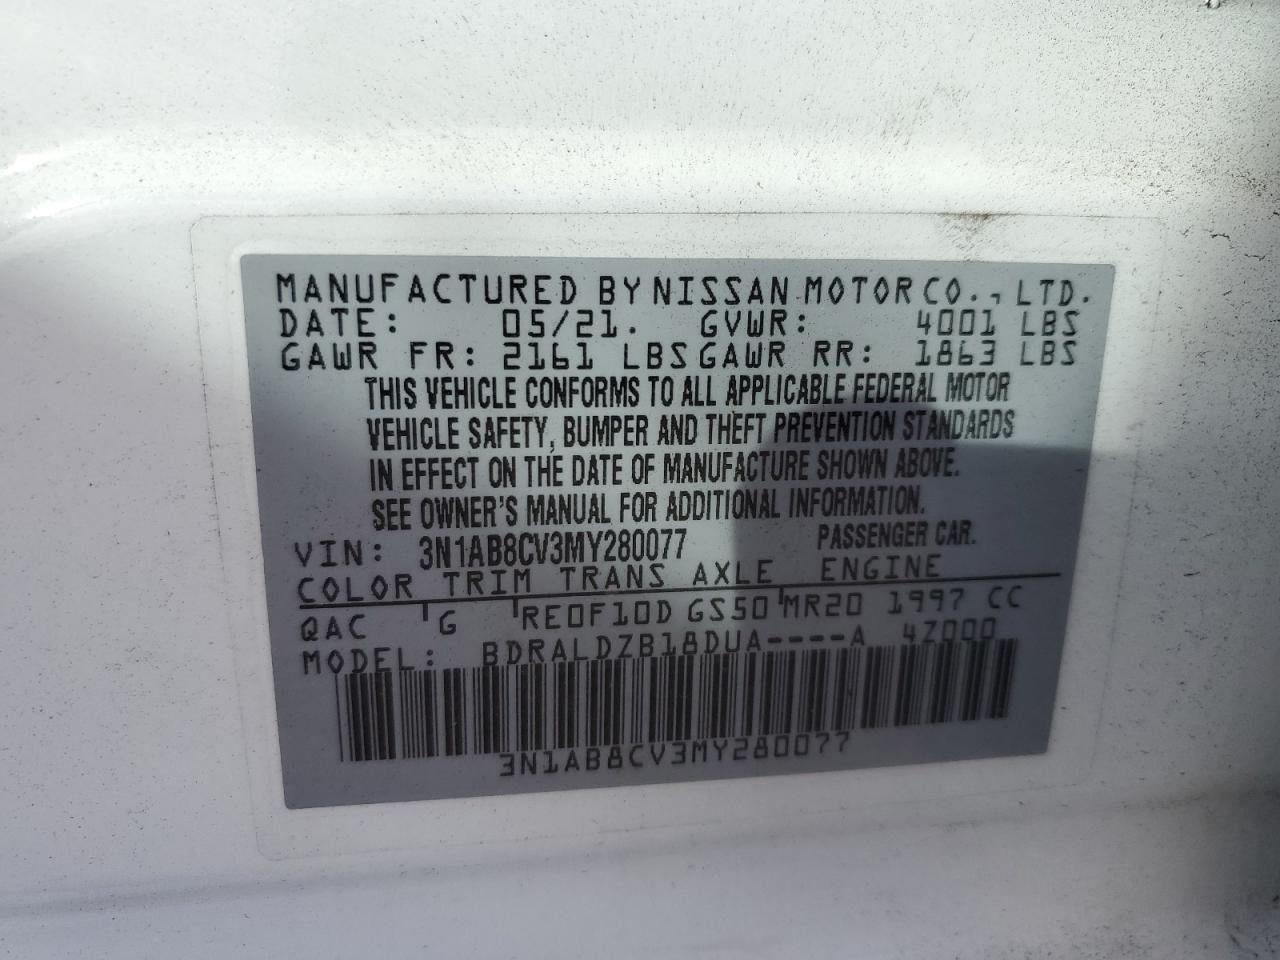 MANUFACTURED BY NISSAN MOTOR CO., LTD.
DATE: 05/21. GVWR: 4001 LBS
GAWR FR: 2161 LBS GAWR RR: 1863 LBS
THIS VEHICLE CONFORMS TO ALL APPLICABLE FEDERAL MOTOR
VEHICLE SAFETY, BUMPER AND THEFT PREVENTION STANDARDS
IN EFFECT ON THE DATE OF MANUFACTURE SHOWN ABOVE.
SEE OWNER'S MANUAL FOR ADDITIONAL INFORMATION.
VIN: 3N1AB8CV3MY280077 PASSENGER CAR.
COLOR TRIM TRANS AXLE ENGINE
QAC G RE0F10D GS50 MR20 1997 CC
MODEL: BDRALDZB18DUA----A 4Z000
3N1AB8CV3MY280077